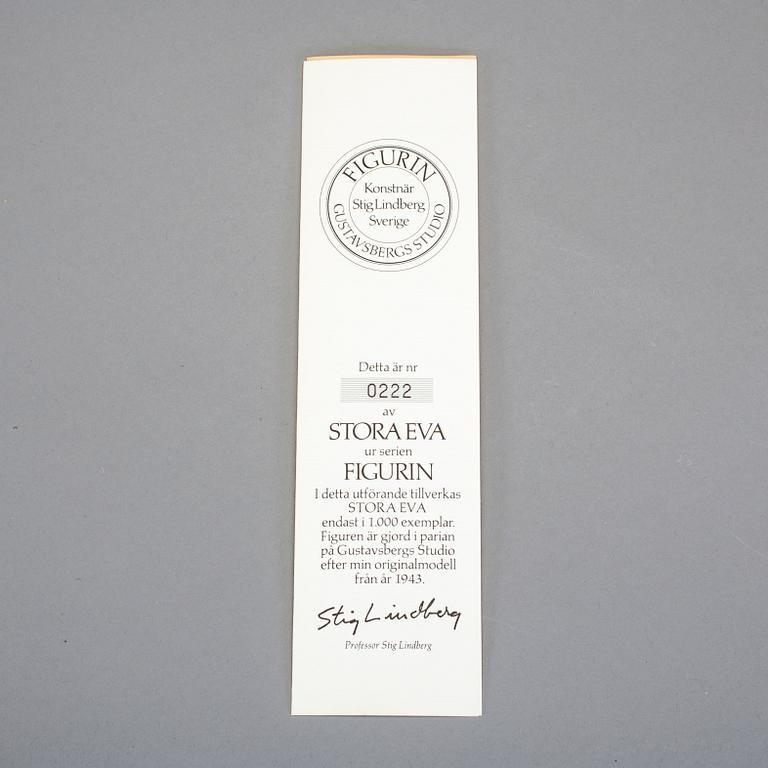 FIGURIN
Konstnär
Stig Lindberg
Sverige
GUSTAVSBERGS STUDIO
Detta är nr
0222
av
STORA EVA
ur serien
FIGURIN
I detta utförande tillverkas
STORA EVA
endast i 1.000 exemplar.
Figuren är gjord i parian
på Gustavsbergs Studio
efter min originalmodell
från år 1943.
Stig Lindberg
Professor Stig Lindberg